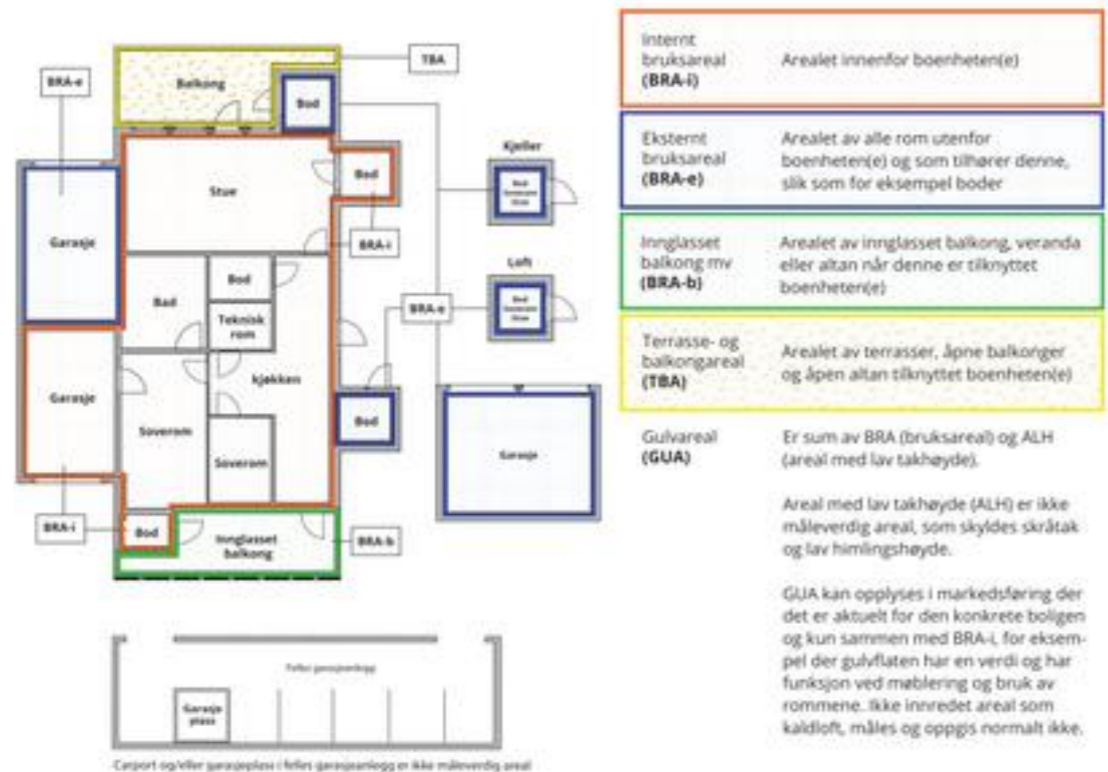 BRA-e
TBA
Balkong
Bod
Kjeller
Stue
Bod
Garasje
BRA-i
Loft
Bod
Bad
Teknisk
rom
BRA-e
kjøkken
Garasje
Soverom
Bod
Soverom
Garasje
BRA-i
Bod
Innglasset
balkong
BRA-b
Felles garasjeanlegg
Garasje
plass
Carport og/eller garasjeplass i felles garasjeanlegg er ikke måleverdig areal
Internt
bruksareal
(BRA-i)
Arealet innenfor boenheten(e)
Eksternt
bruksareal
(BRA-e)
Arealet av alle rom utenfor
boenheten(e) og som tilhører denne,
slik som for eksempel boder
Innglasset
balkong mv
(BRA-b)
Arealet av innglasset balkong, veranda
eller altan når denne er tilknyttet
boenheten(e)
Terrasse- og
balkongareal
(TBA)
Arealet av terrasser, åpne balkonger
og åpen altan tilknyttet boenheten(e)
Gulvareal
(GUA)
Er sum av BRA (bruksareal) og ALH
(areal med lav takhøyde).
Areal med lav takhøyde (ALH) er ikke
måleverdig areal, som skyldes skråtak
og lav himlingshøyde.
GUA kan opplyses i markedsføring der
det er aktuelt for den konkrete boligen
og kun sammen med BRA-i, for eksem-
pel der gulvflaten har en verdi og har
funksjon ved møblering og bruk av
rommene. Ikke innredet areal som
kaldloft, måles og oppgis normalt ikke.